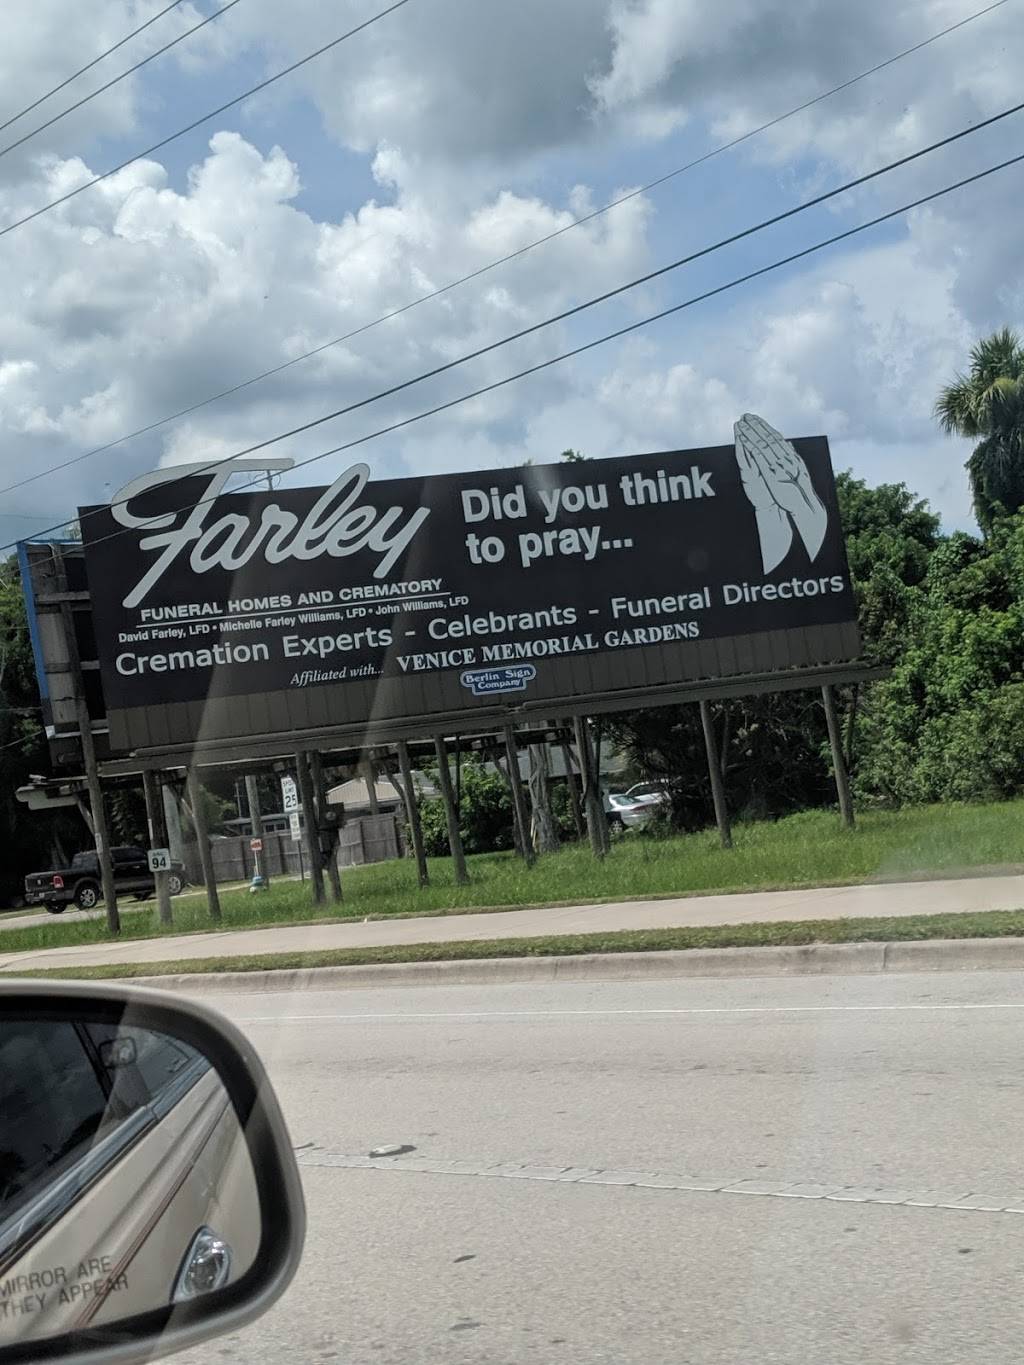 Farley
FUNERAL HOMES AND CREMATORY
David Farley, LFD • Michelle Farley Williams, LFD • John Williams, LFD
Did you think
to pray...
Cremation Experts - Celebrants - Funeral Directors
Affiliated with... VENICE MEMORIAL GARDENS
Berlin Sign
Company
25
94
MIRROR ARE
THEY APPEAR